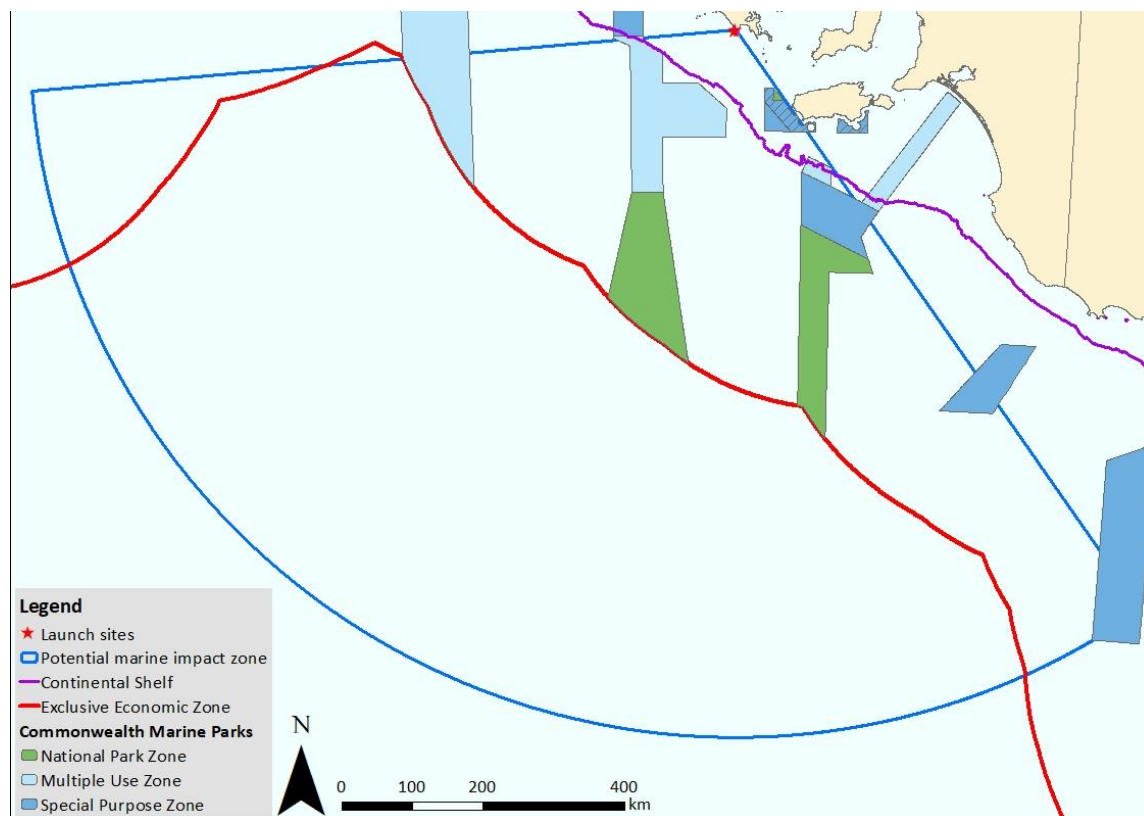 Legend
Launch sites
Potential marine impact zone
Continental Shelf
Exclusive Economic Zone
Commonwealth Marine Parks
National Park Zone
Multiple Use Zone
Special Purpose Zone
N
0 100 200 400
km